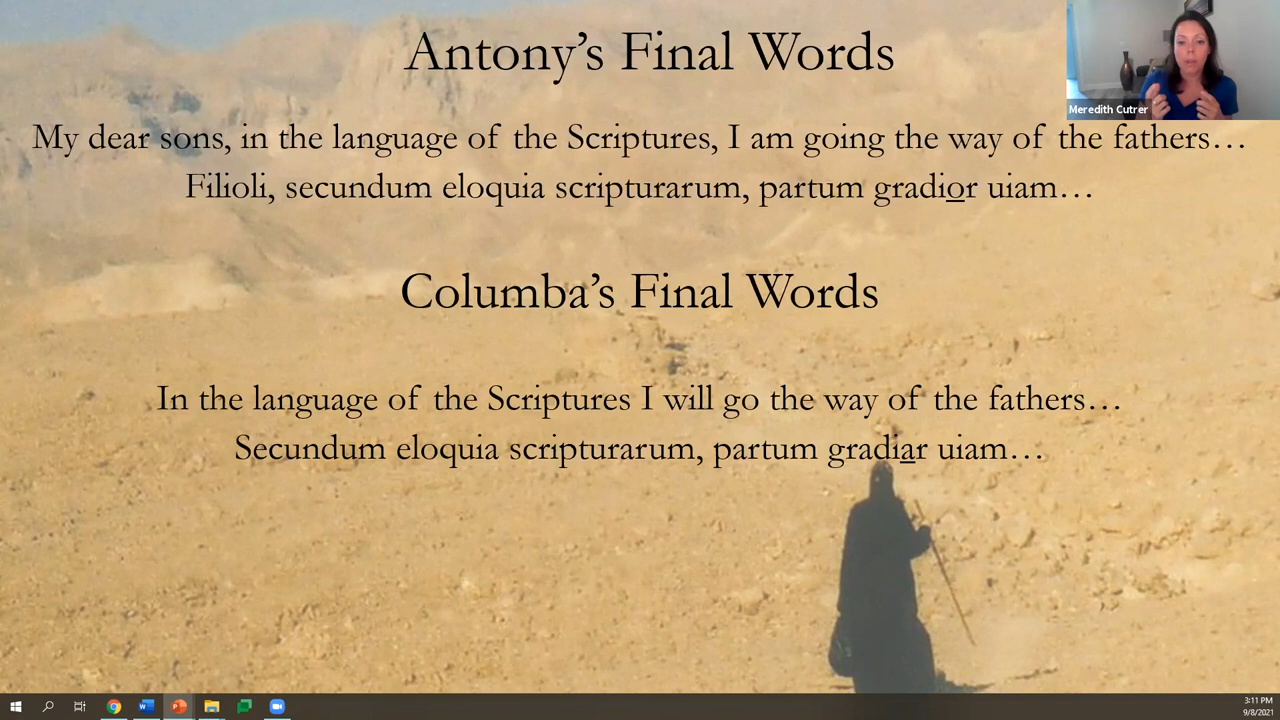 Antony's Final Words
Meredith Cutrer
My dear sons, in the language of the Scriptures, I am going the way of the fathers…
Filioli, secundum eloquia scripturarum, partum gradior uiam…
Columba's Final Words
In the language of the Scriptures I will go the way of the fathers…
Secundum eloquia scripturarum, partum gradiar uiam…
3:11 PM
9/8/2021